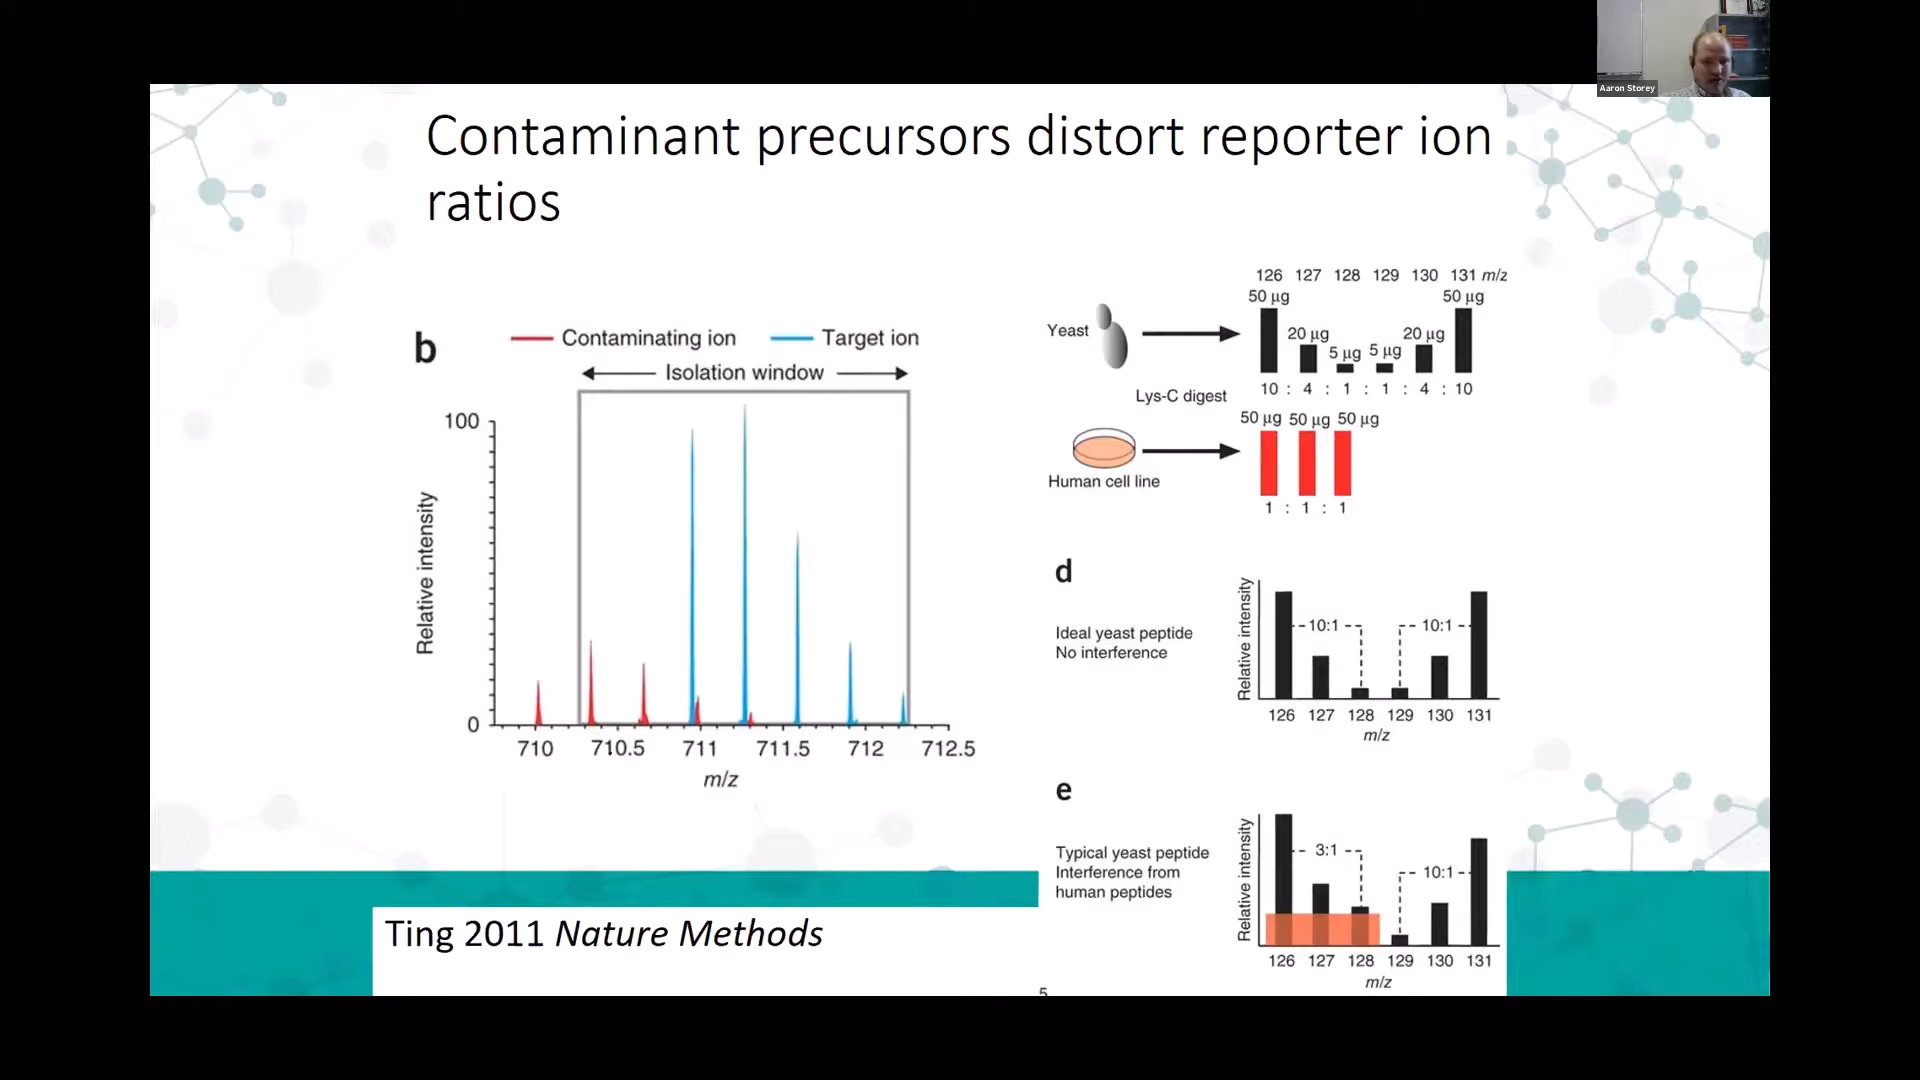 Aaron Storey
Contaminant precursors distort reporter ion
ratios
b
Contaminating ion
Target ion
Isolation window
100
0
Relative intensity
710 710.5 711 711.5 712 712.5
m/z
126 127 128 129 130 131 m/z
50 µg 50 µg
20 µg 20 µg
5 µg 5 µg
Yeast
10 : 4 : 1 : 1 : 4 : 10
Lys-C digest
50 µg 50 µg 50 µg
Human cell line
1 : 1 : 1
d
Ideal yeast peptide
No interference
Relative intensity
10:1 10:1
126 127 128 129 130 131
m/z
e
Typical yeast peptide
Interference from
human peptides
Relative intensity
3:1
10:1
126 127 128 129 130 131
m/z
Ting 2011 Nature Methods
5